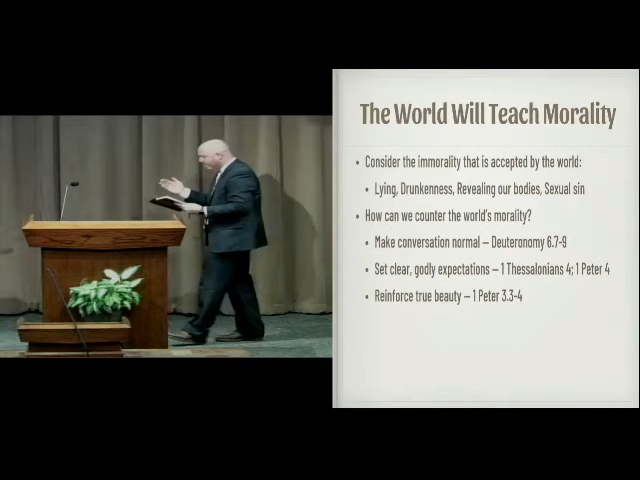 The World Will Teach Morality
• Consider the immorality that is accepted by the world:
• Lying, Drunkenness, Revealing our bodies, Sexual sin
• How can we counter the world's morality?
• Make conversation normal – Deuteronomy 6.7-9
• Set clear, godly expectations – 1 Thessalonians 4; 1 Peter 4
• Reinforce true beauty – 1 Peter 3.3-4